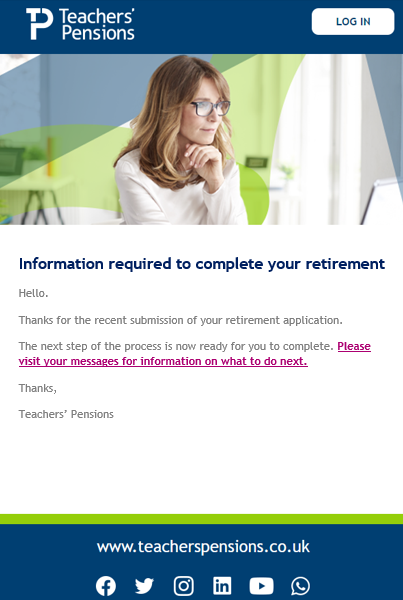 Teachers'
Pensions
LOG IN
Information required to complete your retirement
Hello.
Thanks for the recent submission of your retirement application.
The next step of the process is now ready for you to complete. Please
visit your messages for information on what to do next.
Thanks,
Teachers' Pensions
www.teacherspensions.co.uk